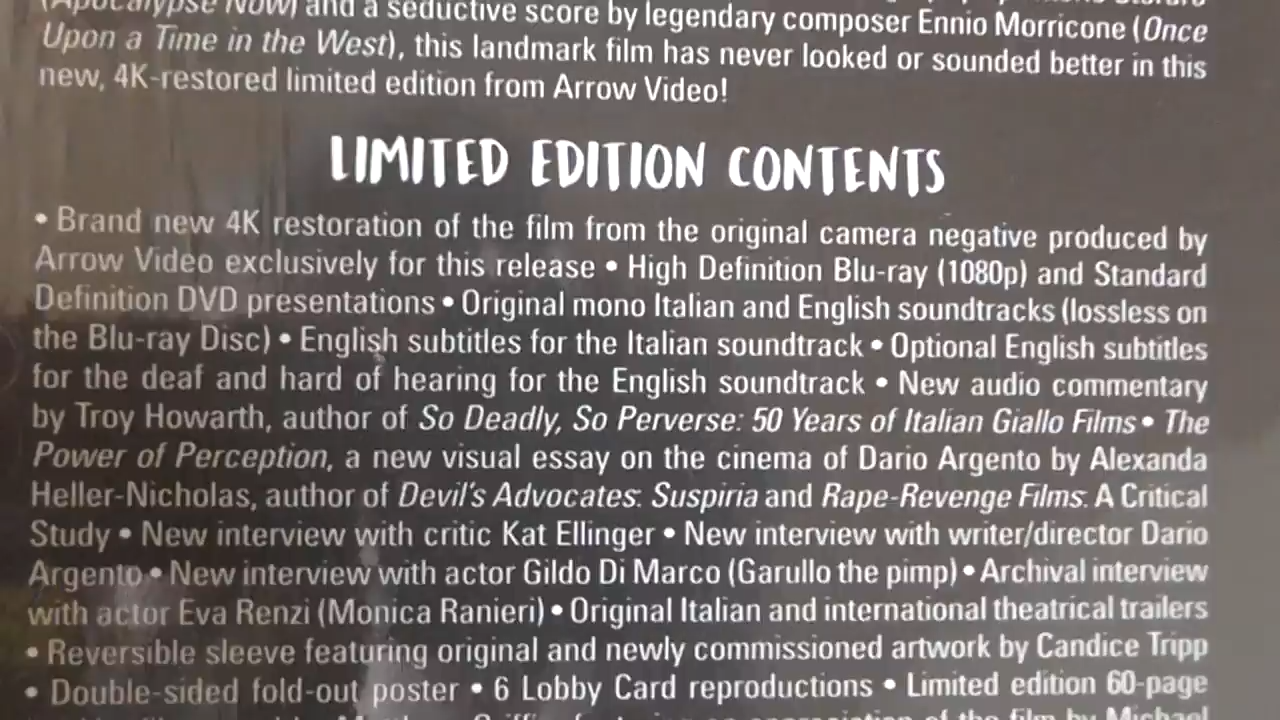 (Apocalypse Now) and a seductive score by legendary composer Ennio Morricone (Once
Upon a Time in the West), this landmark film has never looked or sounded better in this
new, 4K-restored limited edition from Arrow Video!
LIMITED EDITION CONTENTS
• Brand new 4K restoration of the film from the original camera negative produced by
Arrow Video exclusively for this release • High Definition Blu-ray (1080p) and Standard
Definition DVD presentations • Original mono Italian and English soundtracks (lossless on
the Blu-ray Disc) • English subtitles for the Italian soundtrack • Optional English subtitles
for the deaf and hard of hearing for the English soundtrack • New audio commentary
by Troy Howarth, author of So Deadly, So Perverse: 50 Years of Italian Giallo Films • The
Power of Perception, a new visual essay on the cinema of Dario Argento by Alexanda
Heller-Nicholas, author of Devil's Advocates: Suspiria and Rape-Revenge Films: A Critical
Study • New interview with critic Kat Ellinger • New interview with writer/director Dario
Argento • New interview with actor Gildo Di Marco (Garullo the pimp) • Archival interview
with actor Eva Renzi (Monica Ranieri) • Original Italian and international theatrical trailers
• Reversible sleeve featuring original and newly commissioned artwork by Candice Tripp
• Double-sided fold-out poster • 6 Lobby Card reproductions • Limited edition 60-page
of the film by Michael